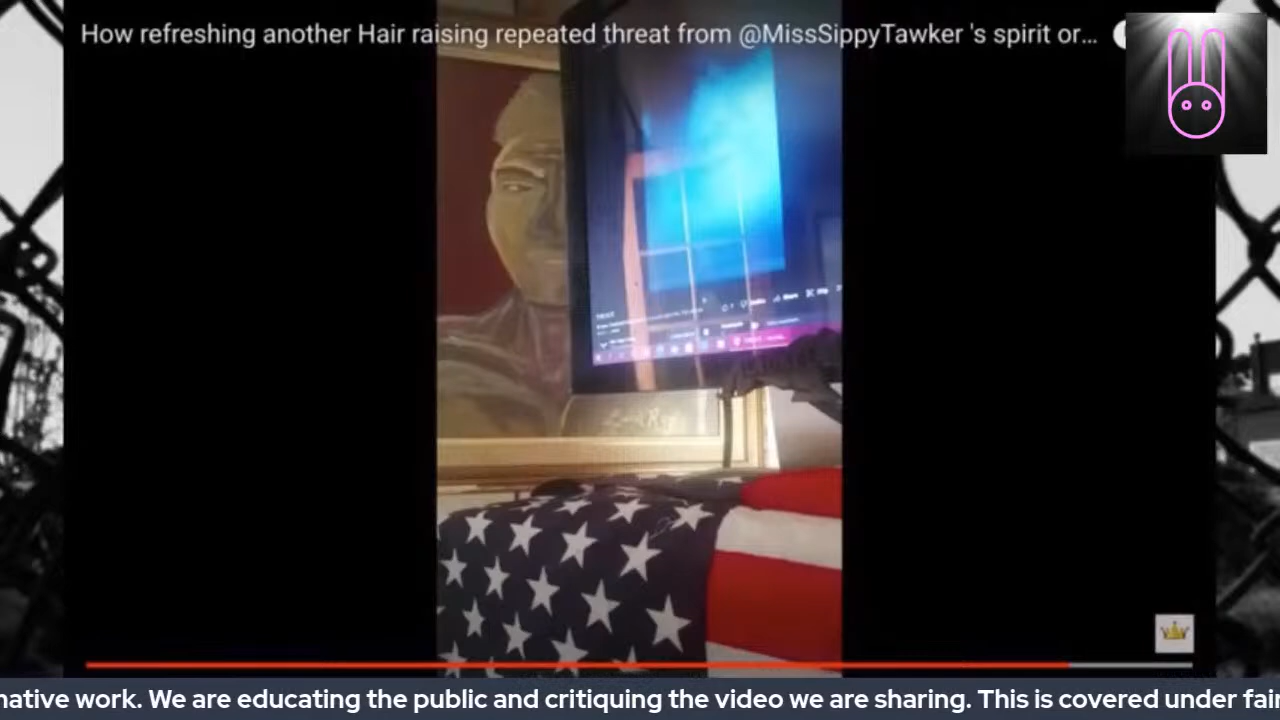 How refreshing another Hair raising repeated threat from @MissSippyTawker 's spirit or...
Share
native work. We are educating the public and critiquing the video we are sharing. This is covered under fair